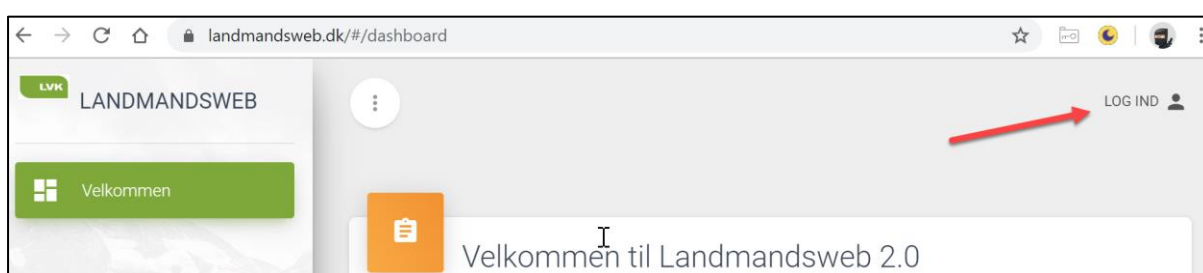 landmandsweb.dk/#/dashboard
LVK
LANDMANDSWEB
LOG IND
Velkommen
Velkommen til Landmandsweb 2.0